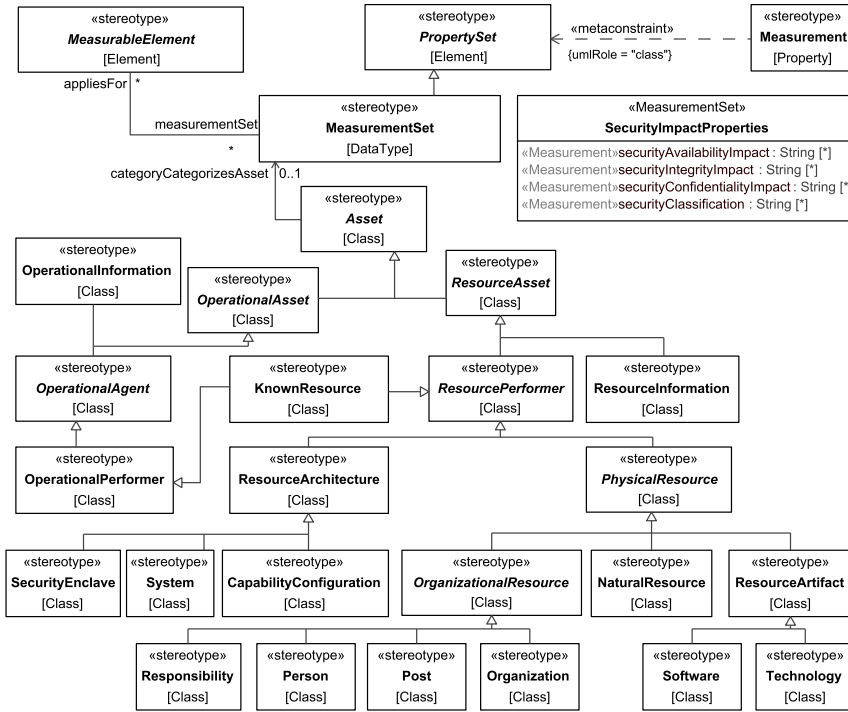 «stereotype»
MeasurableElement
[Element]
«stereotype»
PropertySet
[Element]
«metaconstraint»
{umlRole = "class"}
«stereotype»
Measurement
[Property]
appliesFor
*
measurementSet
*
«stereotype»
MeasurementSet
[DataType]
«MeasurementSet»
SecurityImpactProperties
«Measurement»securityAvailabilityImpact : String [*]
«Measurement»securityIntegrityImpact : String [*]
«Measurement»securityConfidentialityImpact : String [*
«Measurement»securityClassification : String [*]
categoryCategorizesAsset
0..1
«stereotype»
Asset
[Class]
«stereotype»
OperationalInformation
[Class]
«stereotype»
OperationalAsset
[Class]
«stereotype»
ResourceAsset
[Class]
«stereotype»
OperationalAgent
[Class]
«stereotype»
KnownResource
[Class]
«stereotype»
ResourcePerformer
[Class]
«stereotype»
ResourceInformation
[Class]
«stereotype»
OperationalPerformer
[Class]
«stereotype»
ResourceArchitecture
[Class]
«stereotype»
PhysicalResource
[Class]
«stereotype»
SecurityEnclave
[Class]
«stereotype»
System
[Class]
«stereotype»
CapabilityConfiguration
[Class]
«stereotype»
OrganizationalResource
[Class]
«stereotype»
NaturalResource
[Class]
«stereotype»
ResourceArtifact
[Class]
«stereotype»
Responsibility
[Class]
«stereotype»
Person
[Class]
«stereotype»
Post
[Class]
«stereotype»
Organization
[Class]
«stereotype»
Software
[Class]
«stereotype»
Technology
[Class]